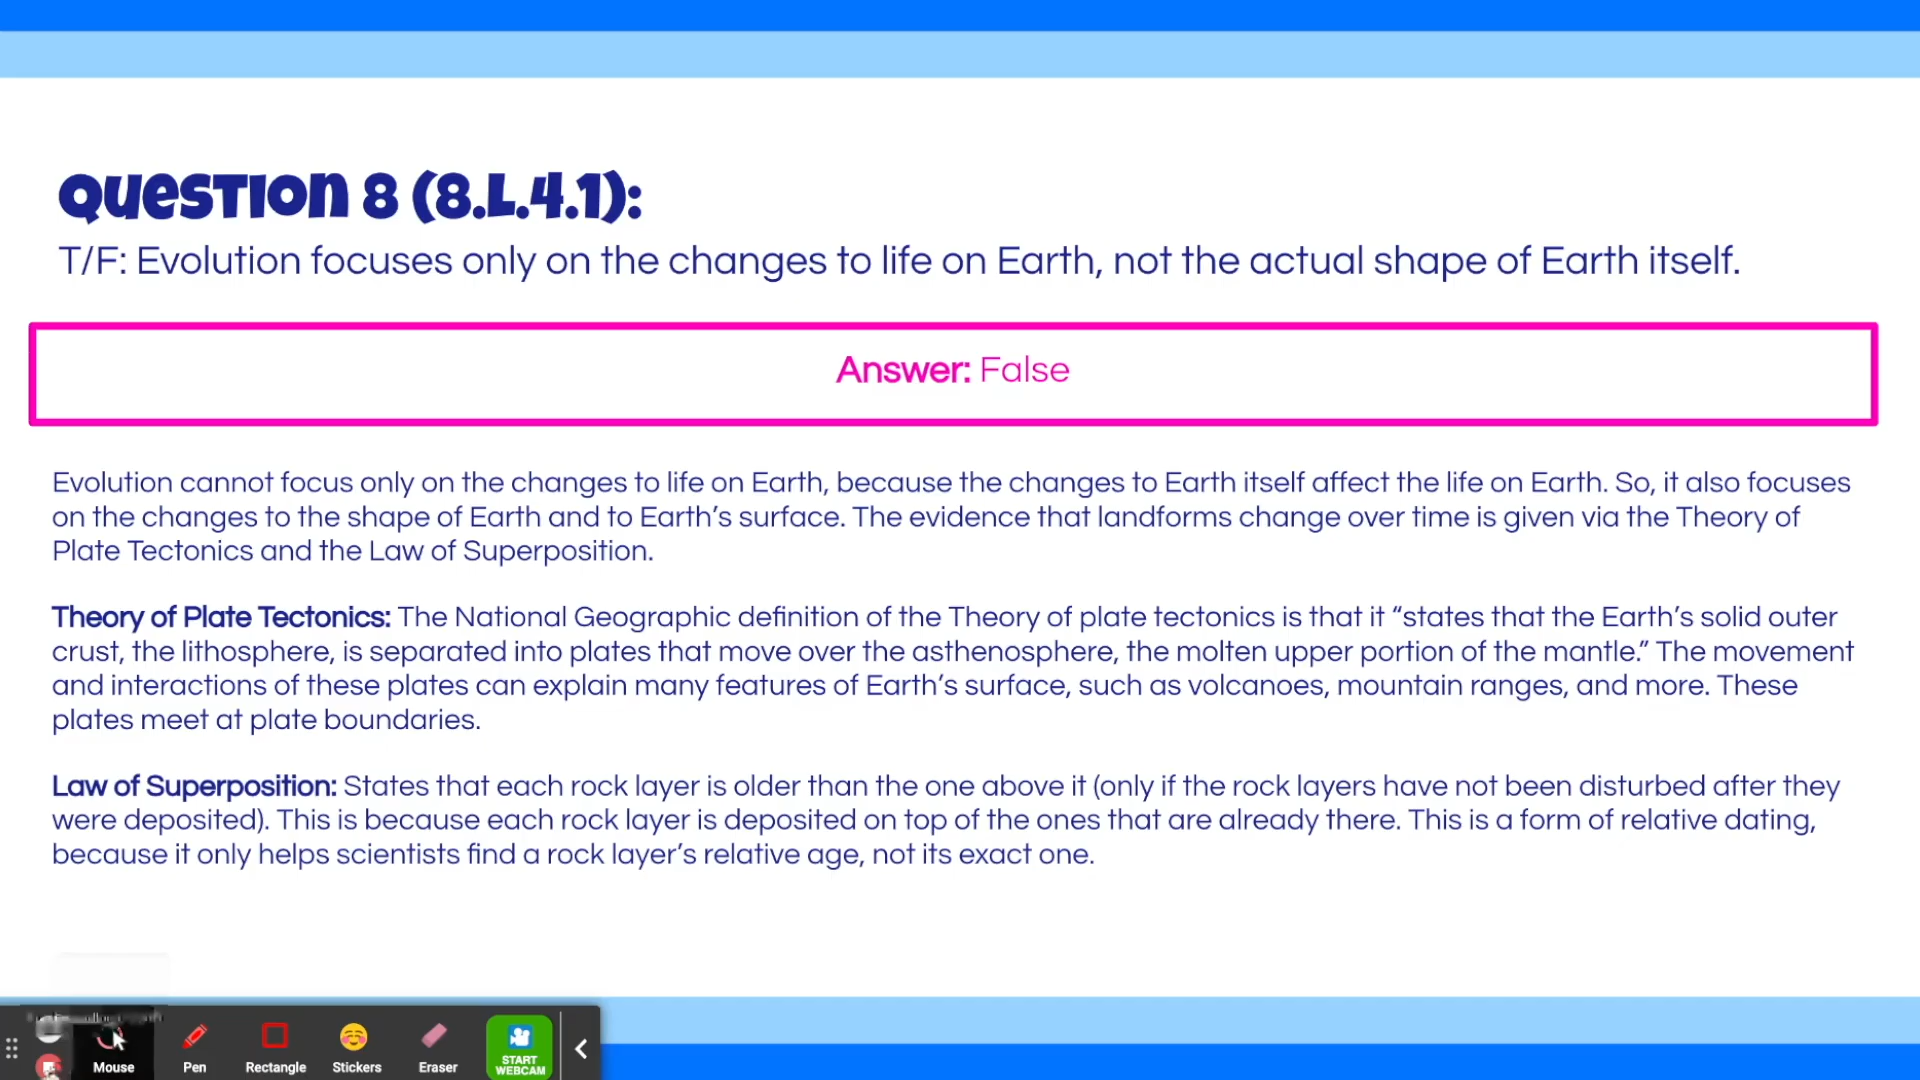 Question 8 (8.L.4.1):
T/F: Evolution focuses only on the changes to life on Earth, not the actual shape of Earth itself.
Answer: False
Evolution cannot focus only on the changes to life on Earth, because the changes to Earth itself affect the life on Earth. So, it also focuses
on the changes to the shape of Earth and to Earth’s surface. The evidence that landforms change over time is given via the Theory of
Plate Tectonics and the Law of Superposition.
Theory of Plate Tectonics: The National Geographic definition of the Theory of plate tectonics is that it “states that the Earth’s solid outer
crust, the lithosphere, is separated into plates that move over the asthenosphere, the molten upper portion of the mantle.” The movement
and interactions of these plates can explain many features of Earth’s surface, such as volcanoes, mountain ranges, and more. These
plates meet at plate boundaries.
Law of Superposition: States that each rock layer is older than the one above it (only if the rock layers have not been disturbed after they
were deposited). This is because each rock layer is deposited on top of the ones that are already there. This is a form of relative dating,
because it only helps scientists find a rock layer’s relative age, not its exact one.
Mouse Pen Rectangle Stickers Eraser
START
WEBCAM